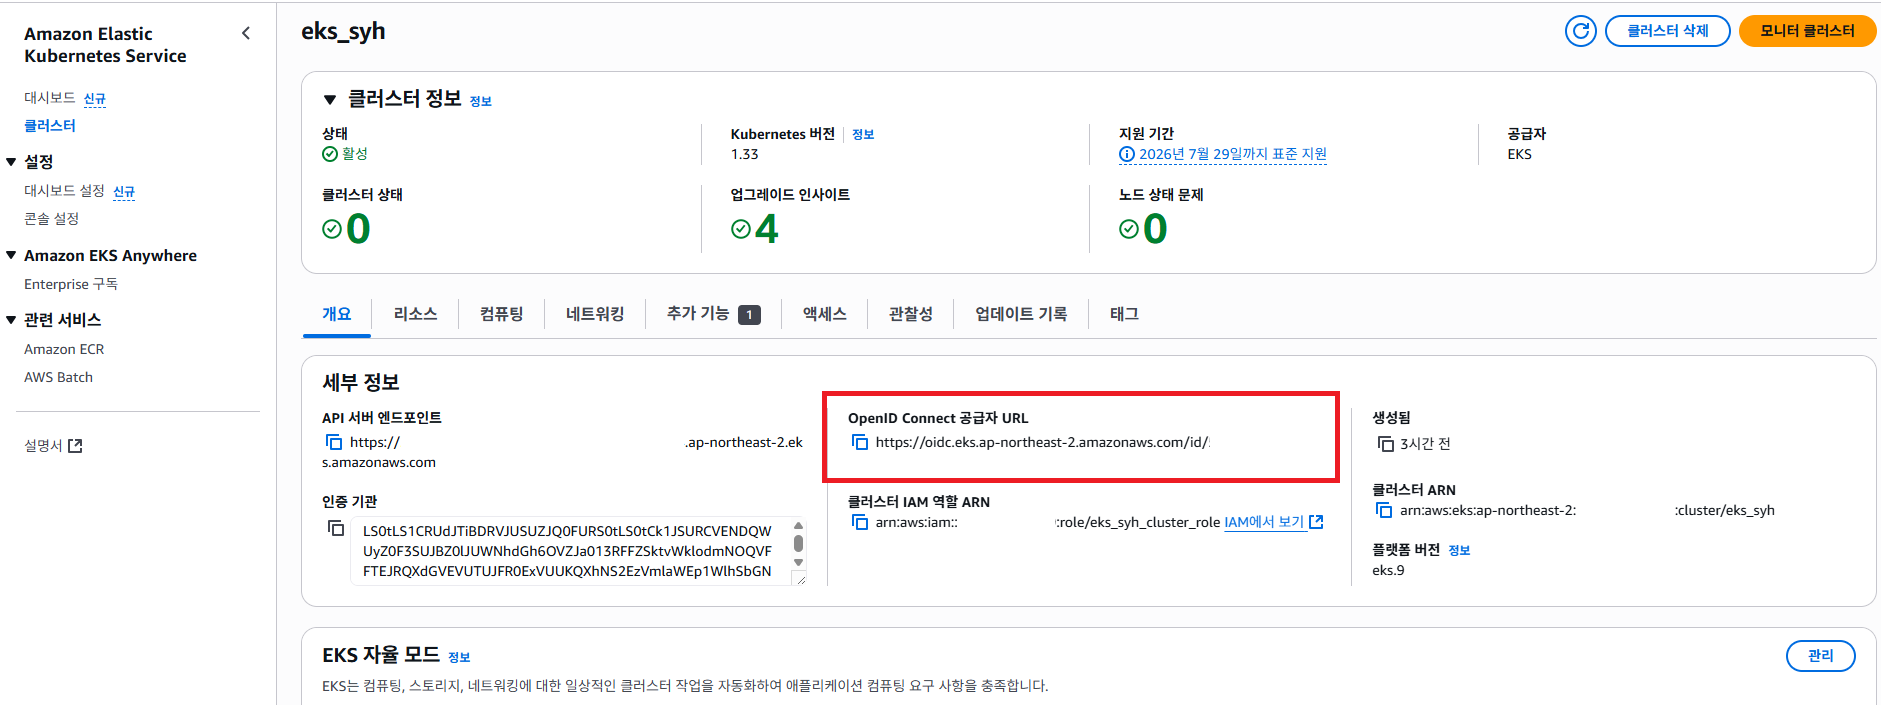 Amazon Elastic
Kubernetes Service
대시보드 신규
클러스터
설정
대시보드 설정 신규
콘솔 설정
Amazon EKS Anywhere
Enterprise 구독
관련 서비스
Amazon ECR
AWS Batch
설명서
eks_syh
클러스터 삭제
모니터 클러스터
클러스터 정보 정보
상태
활성
Kubernetes 버전 정보
1.33
지원 기간
2026년 7월 29일까지 표준 지원
공급자
EKS
클러스터 상태
0
업그레이드 인사이트
4
노드 상태 문제
0
개요 리소스 컴퓨팅 네트워킹 추가 기능 1 액세스 관찰성 업데이트 기록 태그
세부 정보
API 서버 엔드포인트
https:// .ap-northeast-2.ek
s.amazonaws.com
인증 기관
LS0tLS1CRUdJTiBDRVJUSUZJQ0FURS0tLS0tCk1JSURCVENDQW
UyZ0F3SUJBZ0lJUWNhdGh6OVZJa013RFFZSktvWklodmNOQVF
FTEJRQXdGVEVUTUJFR0ExVUUKQXhNS2EzVmlaWEp1WlhSbGN
OpenID Connect 공급자 URL
https://oidc.eks.ap-northeast-2.amazonaws.com/id/
클러스터 IAM 역할 ARN
arn:aws:iam:: :role/eks_syh_cluster_role IAM에서 보기
생성됨
3시간 전
클러스터 ARN
arn:aws:eks:ap-northeast-2: :cluster/eks_syh
플랫폼 버전 정보
eks.9
EKS 자율 모드 정보
관리
EKS는 컴퓨팅, 스토리지, 네트워킹에 대한 일상적인 클러스터 작업을 자동화하여 애플리케이션 컴퓨팅 요구 사항을 충족합니다.